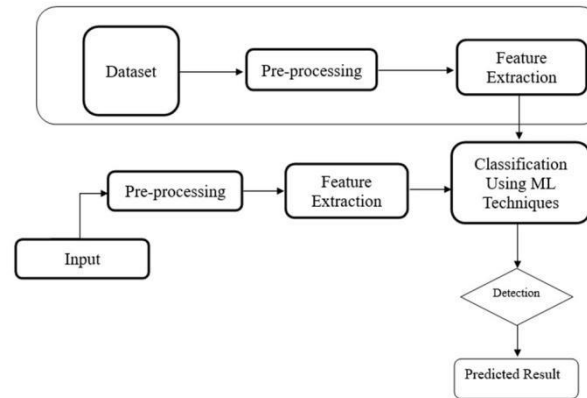 Dataset
Pre-processing
Feature
Extraction
Pre-processing
Feature
Extraction
Classification
Using ML
Techniques
Input
Detection
Predicted Result